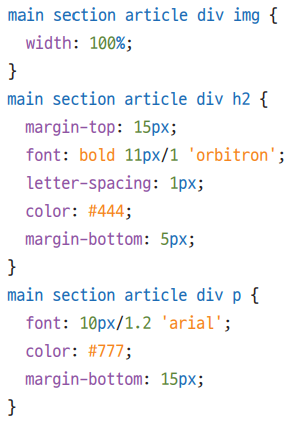 main section article div img {
width: 100%;
}
main section article div h2 {
margin-top: 15px;
font: bold 11px/1 'orbitron';
letter-spacing: 1px;
color: #444;
margin-bottom: 5px;
}
main section article div p {
font: 10px/1.2 'arial';
color: #777;
margin-bottom: 15px;
}